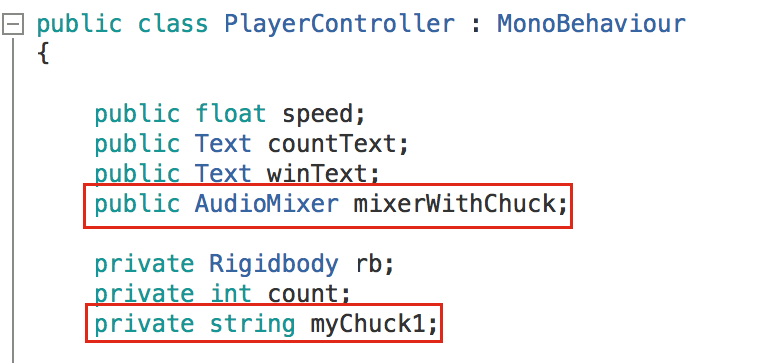 public class PlayerController : MonoBehaviour
{
public float speed;
public Text countText;
public Text winText;
public AudioMixer mixerWithChuck;
private Rigidbody rb;
private int count;
private string myChuck1;